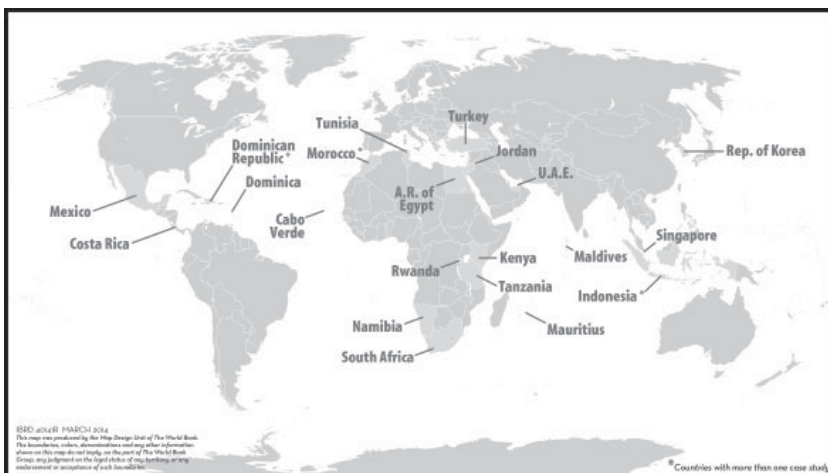 Turkey
Tunisia
Dominican
Republic*
Morocco*
Jordan
Rep. of Korea
U.A.E.
Dominica
A.R. of
Egypt
Mexico
Cabo
Verde
Costa Rica
Singapore
Maldives
Kenya
Rwanda
Tanzania
Indonesia*
Namibia
Mauritius
South Africa
IBRD 40141R MARCH 2014
This map was produced by the Map Design Unit of The World Bank.
The boundaries, colors, denominations and any other information
shown on this map do not imply, on the part of The World Bank
Group, any judgment on the legal status of any territory, or any
endorsement or acceptance of such boundaries.
*Countries with more than one case study